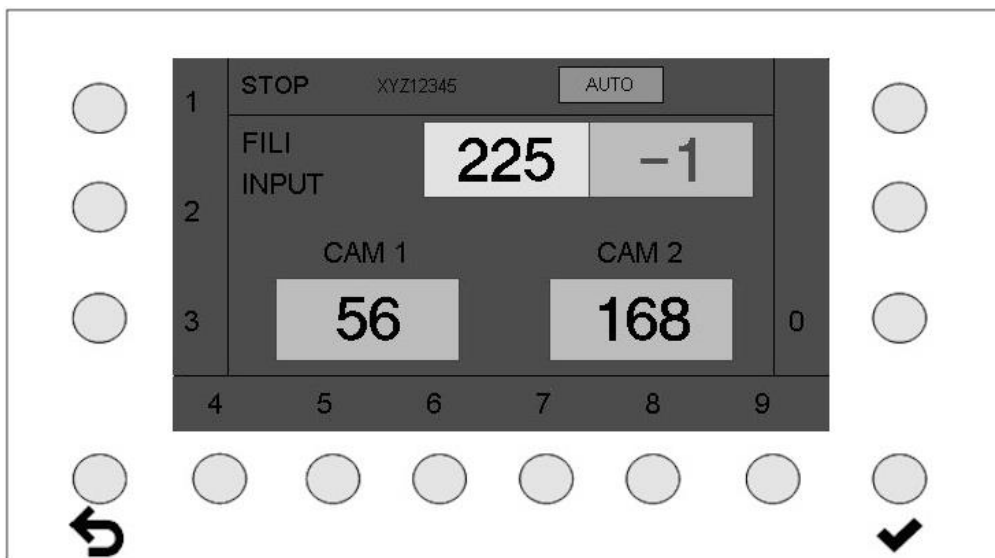 1
STOP XYZ12345 AUTO
FILI
INPUT
225 -1
2
CAM 1 CAM 2
3 56 168 0
4 5 6 7 8 9